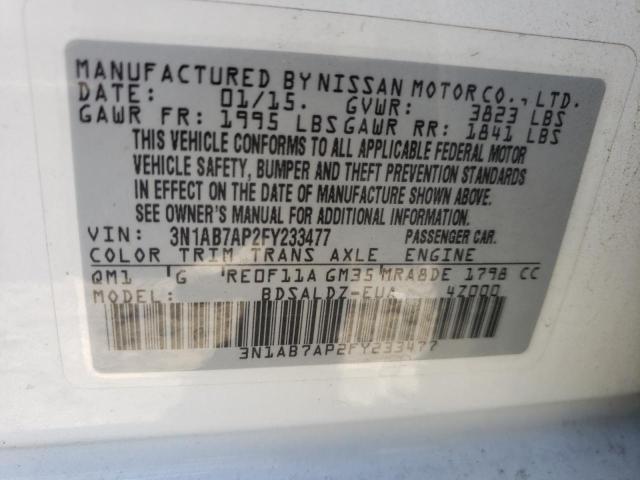 MANUFACTURED BY NISSAN MOTOR CO., LTD.
DATE: 01/15. GVWR: 3823 LBS
GAWR FR: 1995 LBS GAWR RR: 1841 LBS
THIS VEHICLE CONFORMS TO ALL APPLICABLE FEDERAL MOTOR
VEHICLE SAFETY, BUMPER AND THEFT PREVENTION STANDARDS
IN EFFECT ON THE DATE OF MANUFACTURE SHOWN ABOVE.
SEE OWNER'S MANUAL FOR ADDITIONAL INFORMATION.
VIN: 3N1AB7AP2FY233477 PASSENGER CAR.
COLOR TRIM TRANS AXLE ENGINE
QM1 'G 'RE0F11A GM35'MRA8DE 1798 CC
MODEL: BDSALDZ-EUA 4Z000
3N1AB7AP2FY233477